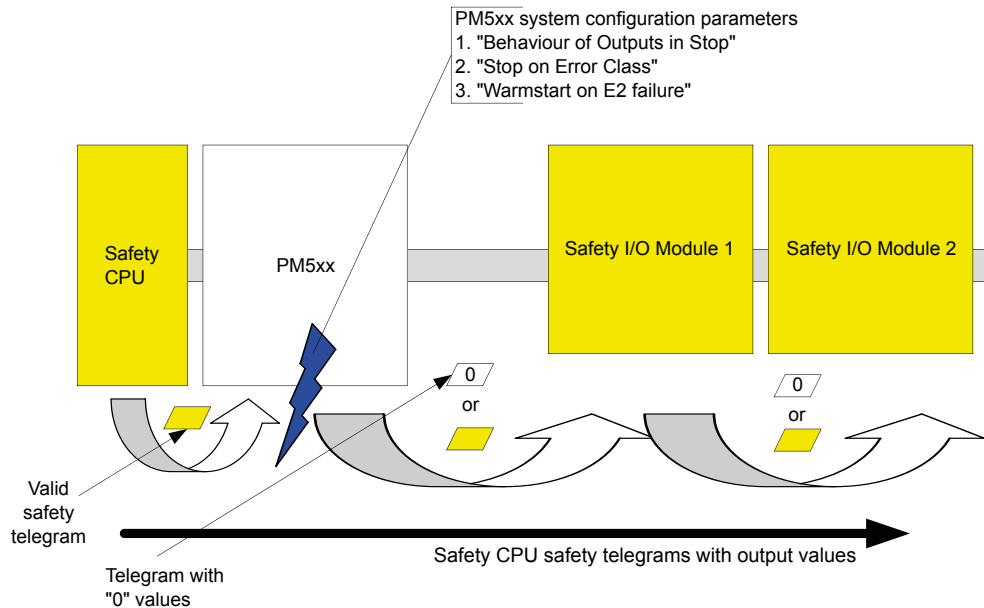 PM5xx system configuration parameters
1. "Behaviour of Outputs in Stop"
2. "Stop on Error Class"
3. "Warmstart on E2 failure"
Safety
CPU
PM5xx
Safety I/O Module 1
Safety I/O Module 2
0
or
0
or
Valid
safety
telegram
Safety CPU safety telegrams with output values
Telegram with
"0" values